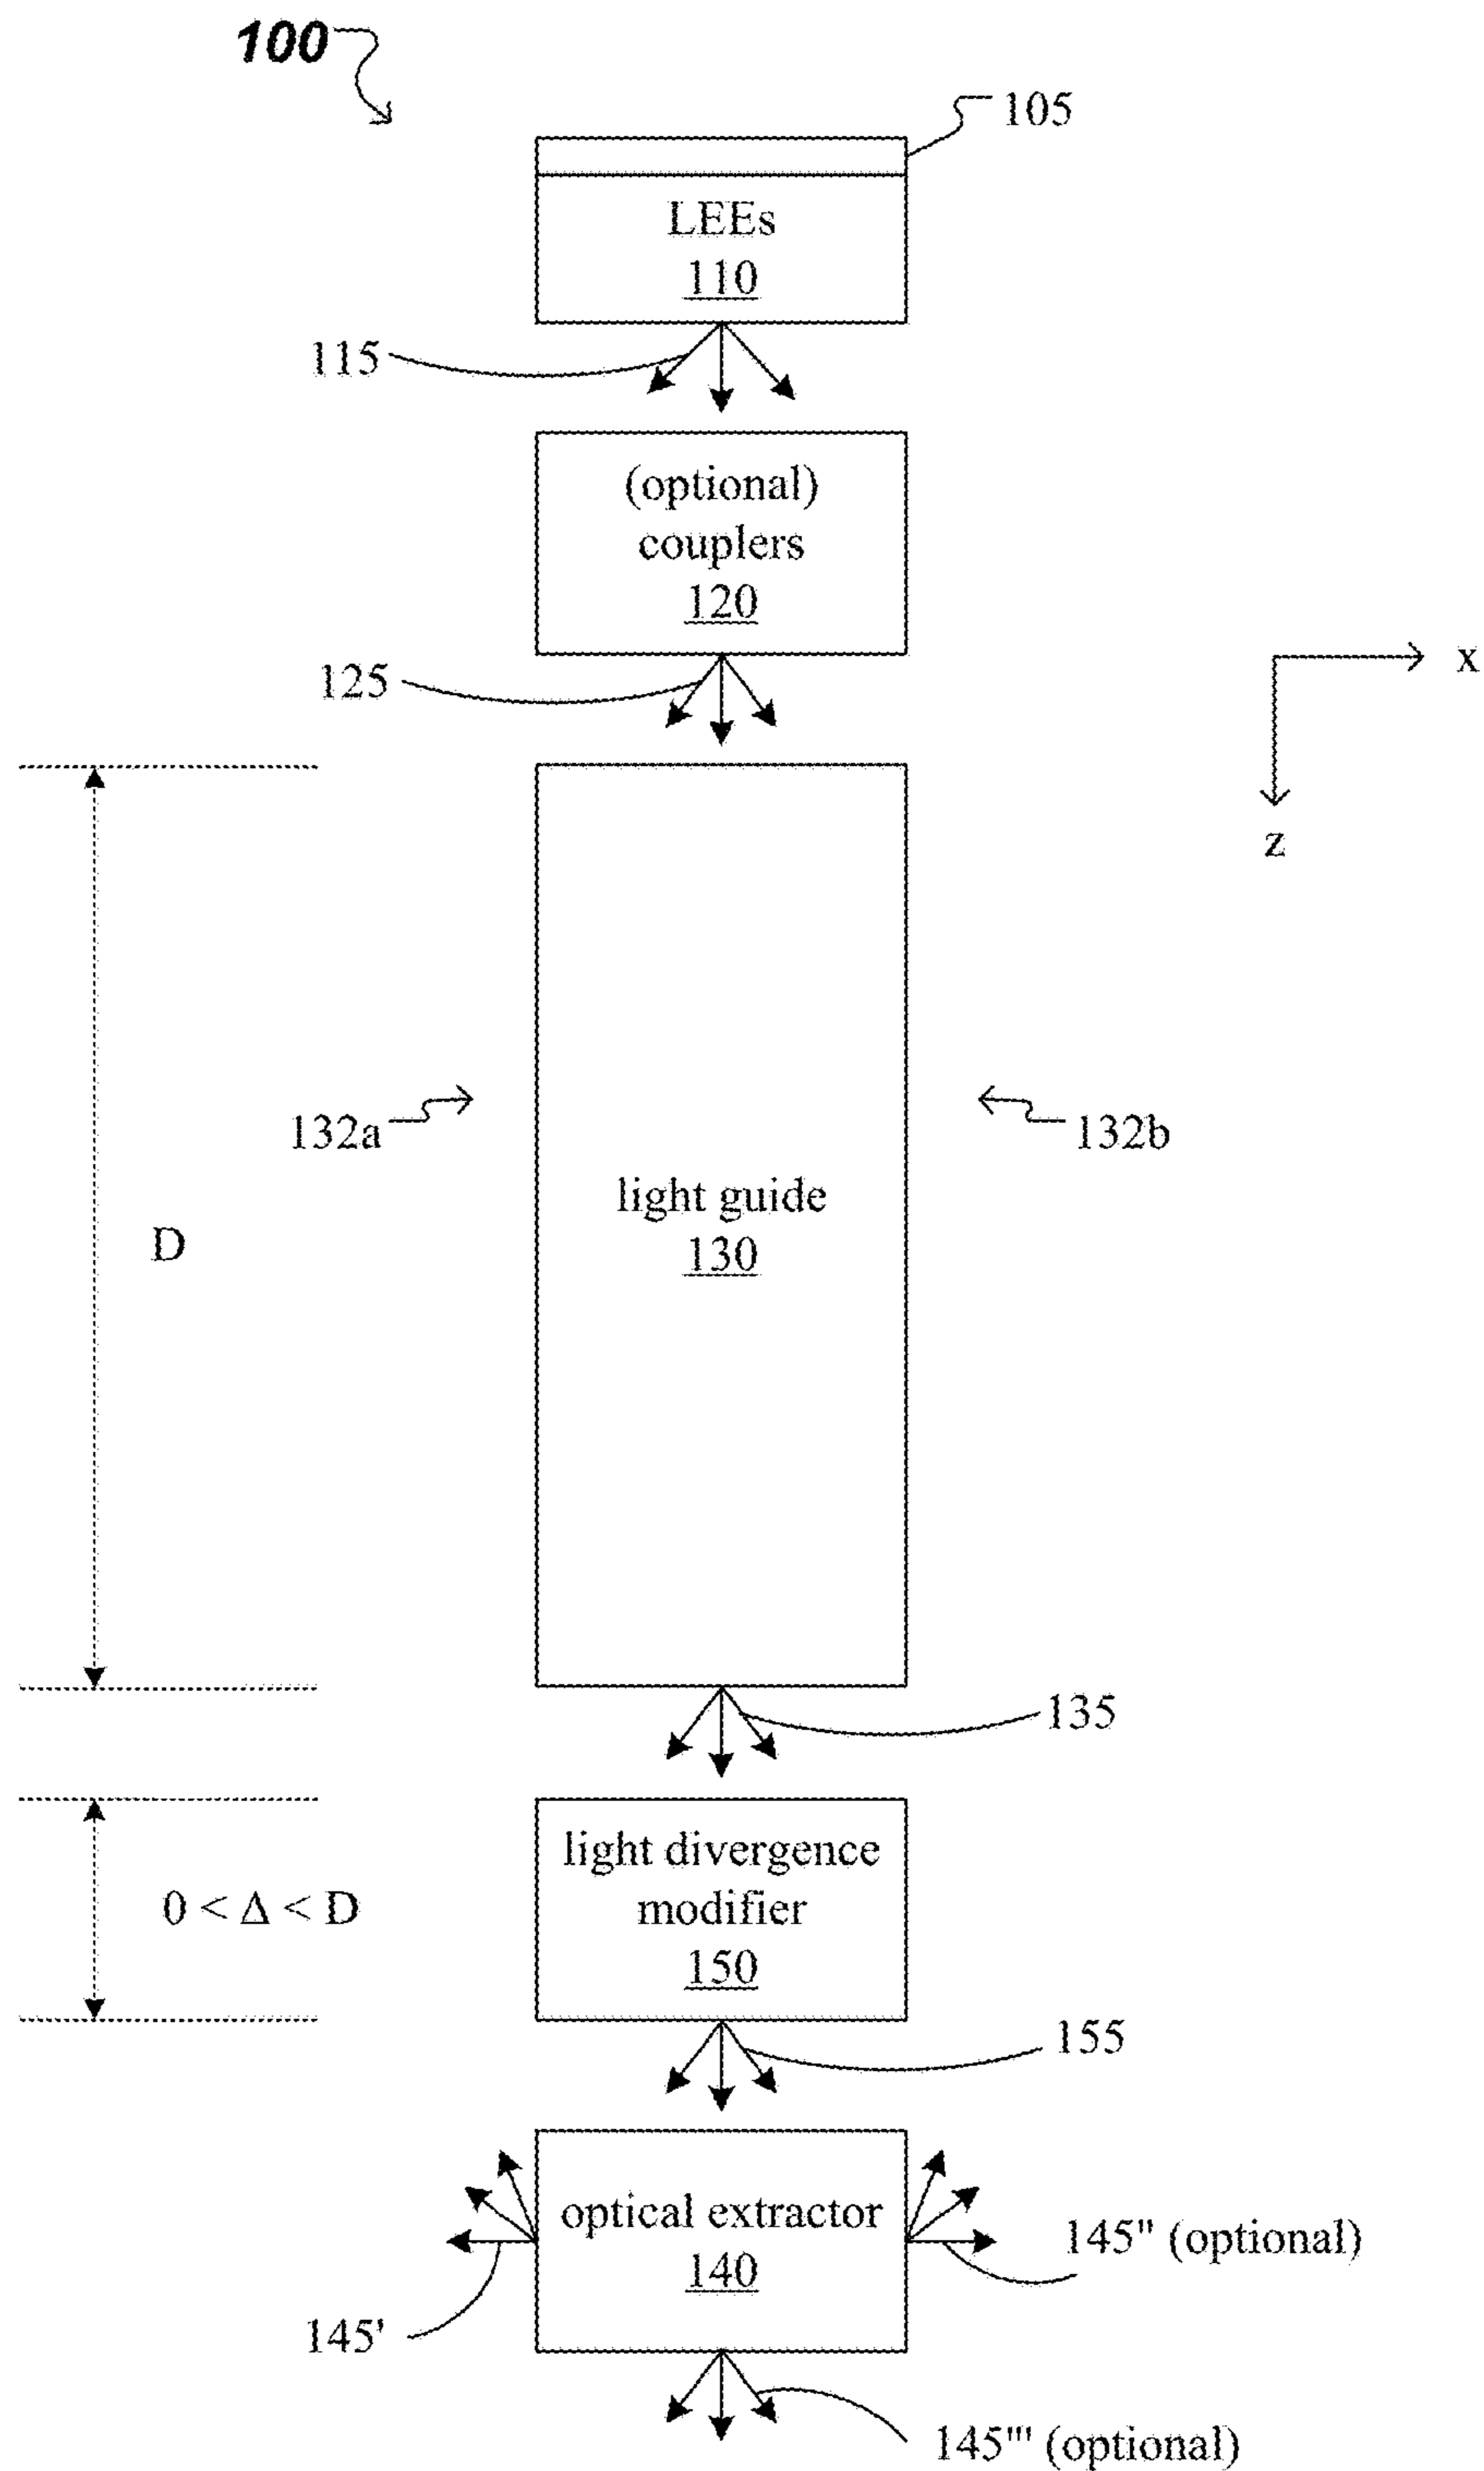 100
105
LEEs
110
115
(optional)
couplers
120
125
x
z
132a
132b
light guide
130
D
135
light divergence
modifier
150
0 < Δ < D
155
optical extractor
140
145'
145" (optional)
145"' (optional)